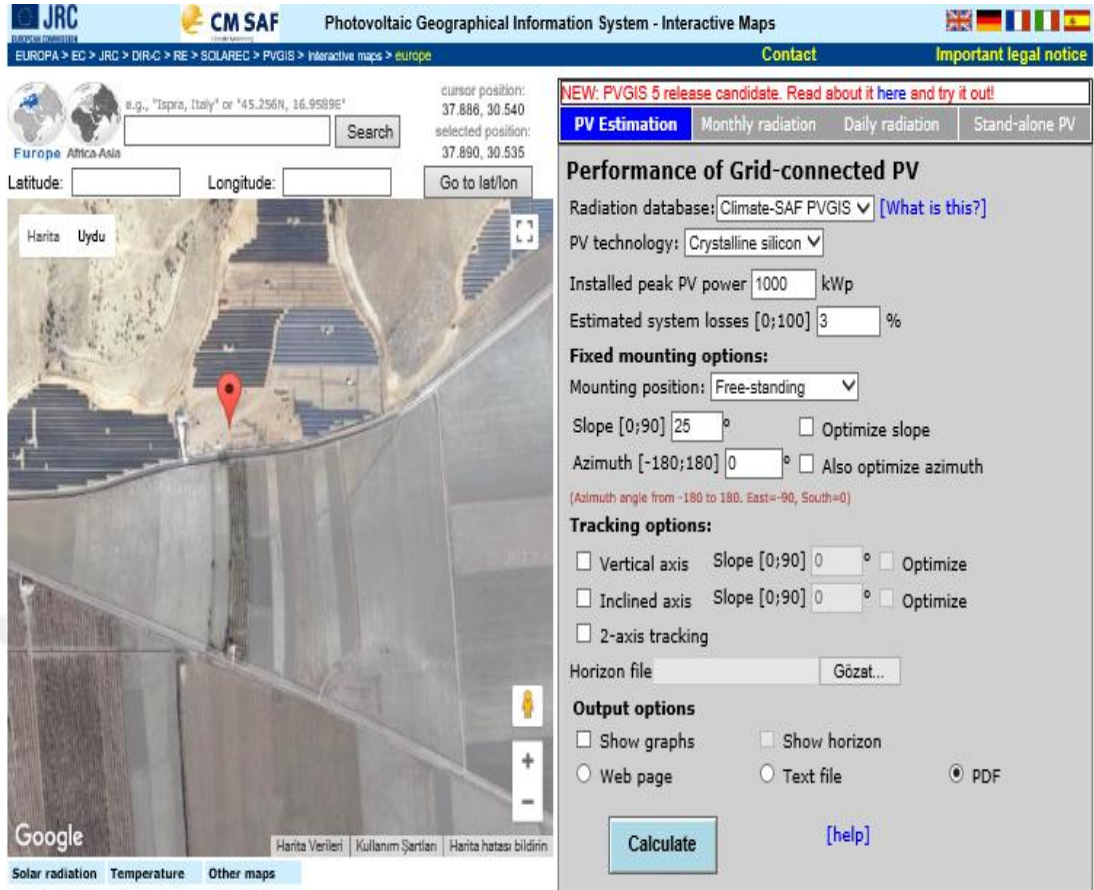 JRC
EUROPEAN COMMISSION
CM SAF
Photovoltaic Geographical Information System - Interactive Maps
EUROPA > EC > JRC > DIR-C > RE > SOLAREC > PVGIS > Interactive maps > europe
Contact
Important legal notice
Europe
Africa-Asia
e.g., "Ispra, Italy" or "45.256N, 16.9589E"
Search
cursor position:
37.886, 30.540
selected position:
37.890, 30.535
Latitude:
Longitude:
Go to lat/lon
Harita
Uydu
Google
Harita Verileri
Kullanım Şartları
Harita hatası bildirin
Solar radiation
Temperature
Other maps
NEW: PVGIS 5 release candidate. Read about it here and try it out!
PV Estimation
Monthly radiation
Daily radiation
Stand-alone PV
Performance of Grid-connected PV
Radiation database: Climate-SAF PVGIS [What is this?]
PV technology: Crystalline silicon
Installed peak PV power 1000 kWp
Estimated system losses [0;100] 3 %
Fixed mounting options:
Mounting position: Free-standing
Slope [0;90] 25 º Optimize slope
Azimuth [-180;180] 0 º Also optimize azimuth
(Azimuth angle from -180 to 180. East=-90, South=0)
Tracking options:
Vertical axis Slope [0;90] 0 º Optimize
Inclined axis Slope [0;90] 0 º Optimize
2-axis tracking
Horizon file Gözat...
Output options
Show graphs Show horizon
Web page Text file PDF
Calculate
[help]